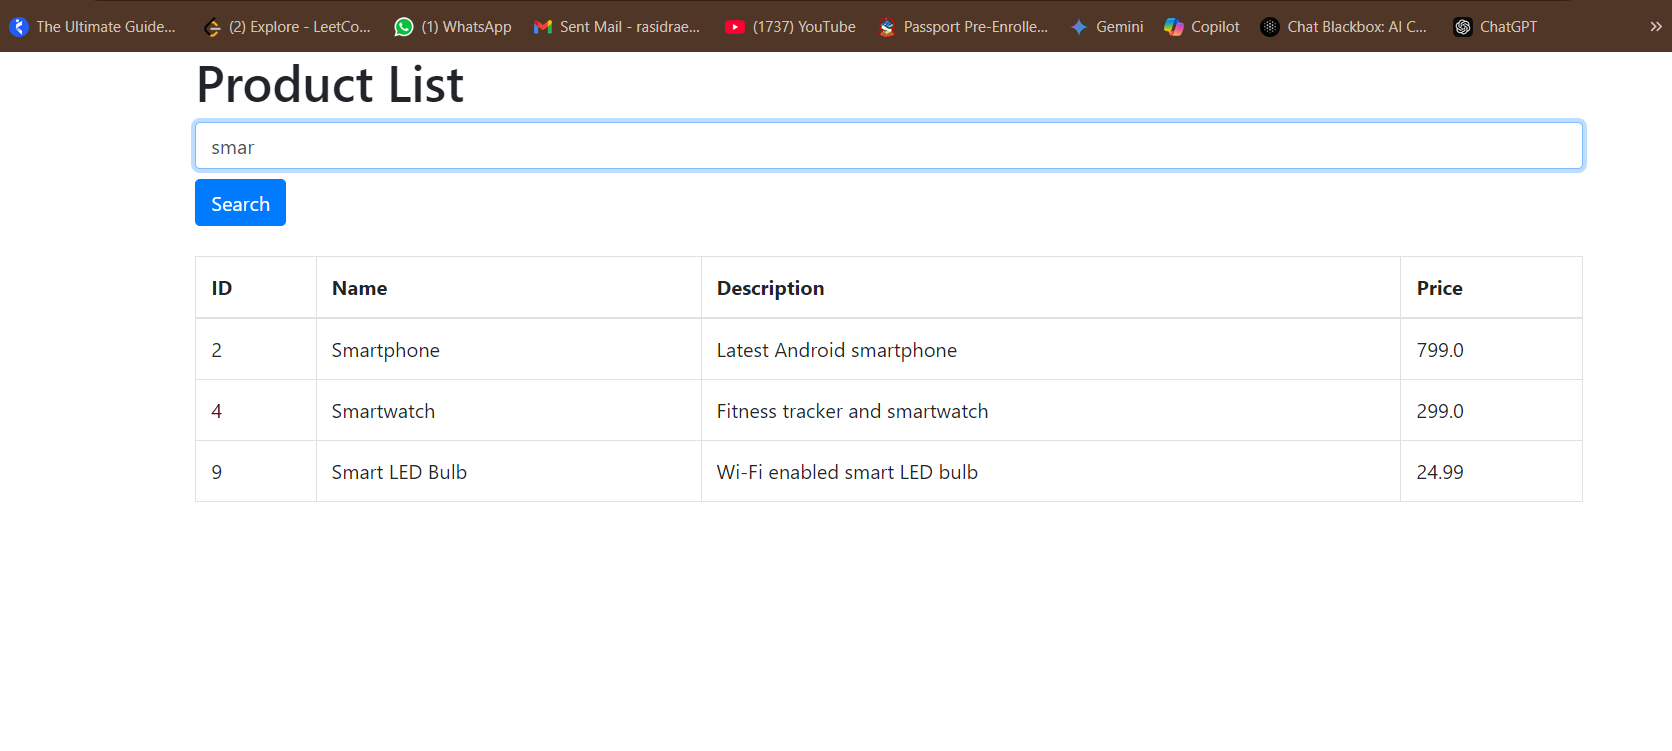 The Ultimate Guide... (2) Explore - LeetCo... (1) WhatsApp Sent Mail - rasidrae... (1737) YouTube Passport Pre-Enrolle... Gemini Copilot Chat Blackbox: AI C... ChatGPT »
Product List
smar
Search
ID Name Description Price
2 Smartphone Latest Android smartphone 799.0
4 Smartwatch Fitness tracker and smartwatch 299.0
9 Smart LED Bulb Wi-Fi enabled smart LED bulb 24.99